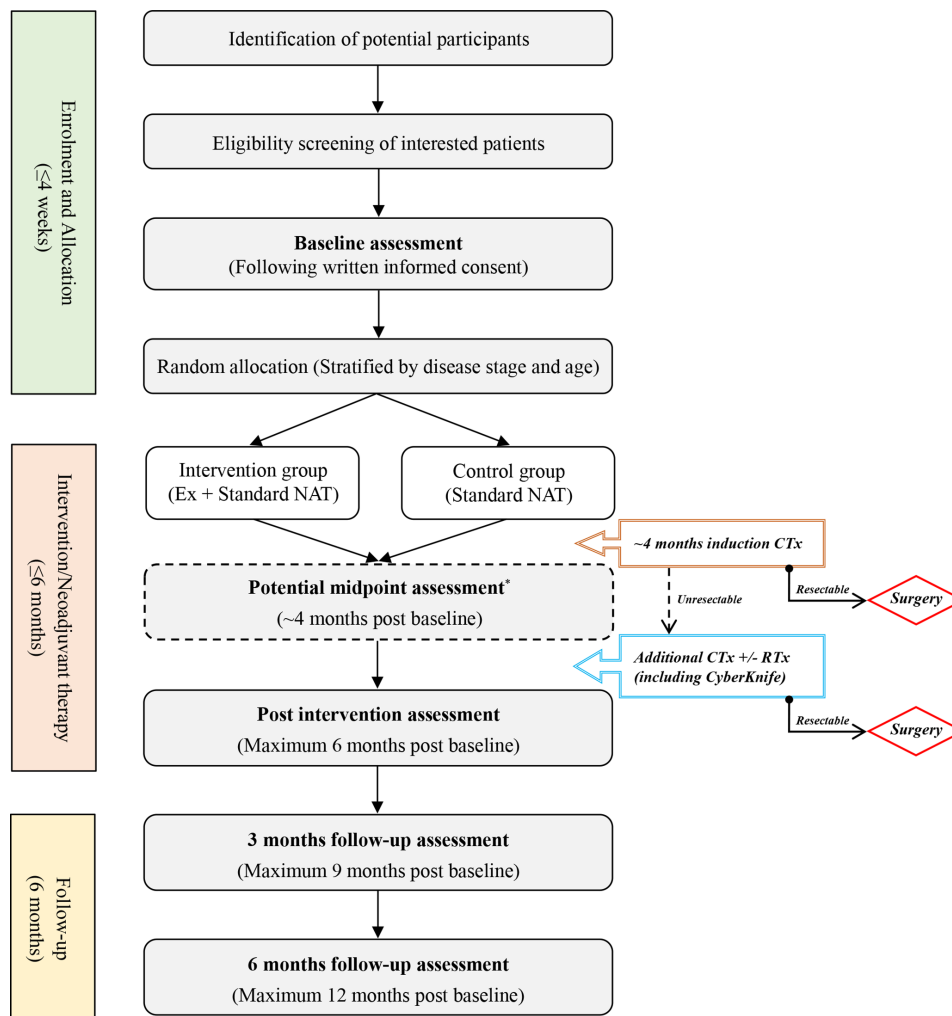 Identification of potential participants
Enrolment and Allocation
(≤4 weeks)
Eligibility screening of interested patients
Baseline assessment
(Following written informed consent)
Random allocation (Stratified by disease stage and age)
Intervention/Neoadjuvant therapy
(≤6 months)
Intervention group
(Ex + Standard NAT)
Control group
(Standard NAT)
~4 months induction CTx
Resectable
Surgery
Unresectable
Potential midpoint assessment*
(~4 months post baseline)
Additional CTx +/- RTx
(including CyberKnife)
Resectable
Surgery
Post intervention assessment
(Maximum 6 months post baseline)
Follow-up
(6 months)
3 months follow-up assessment
(Maximum 9 months post baseline)
6 months follow-up assessment
(Maximum 12 months post baseline)